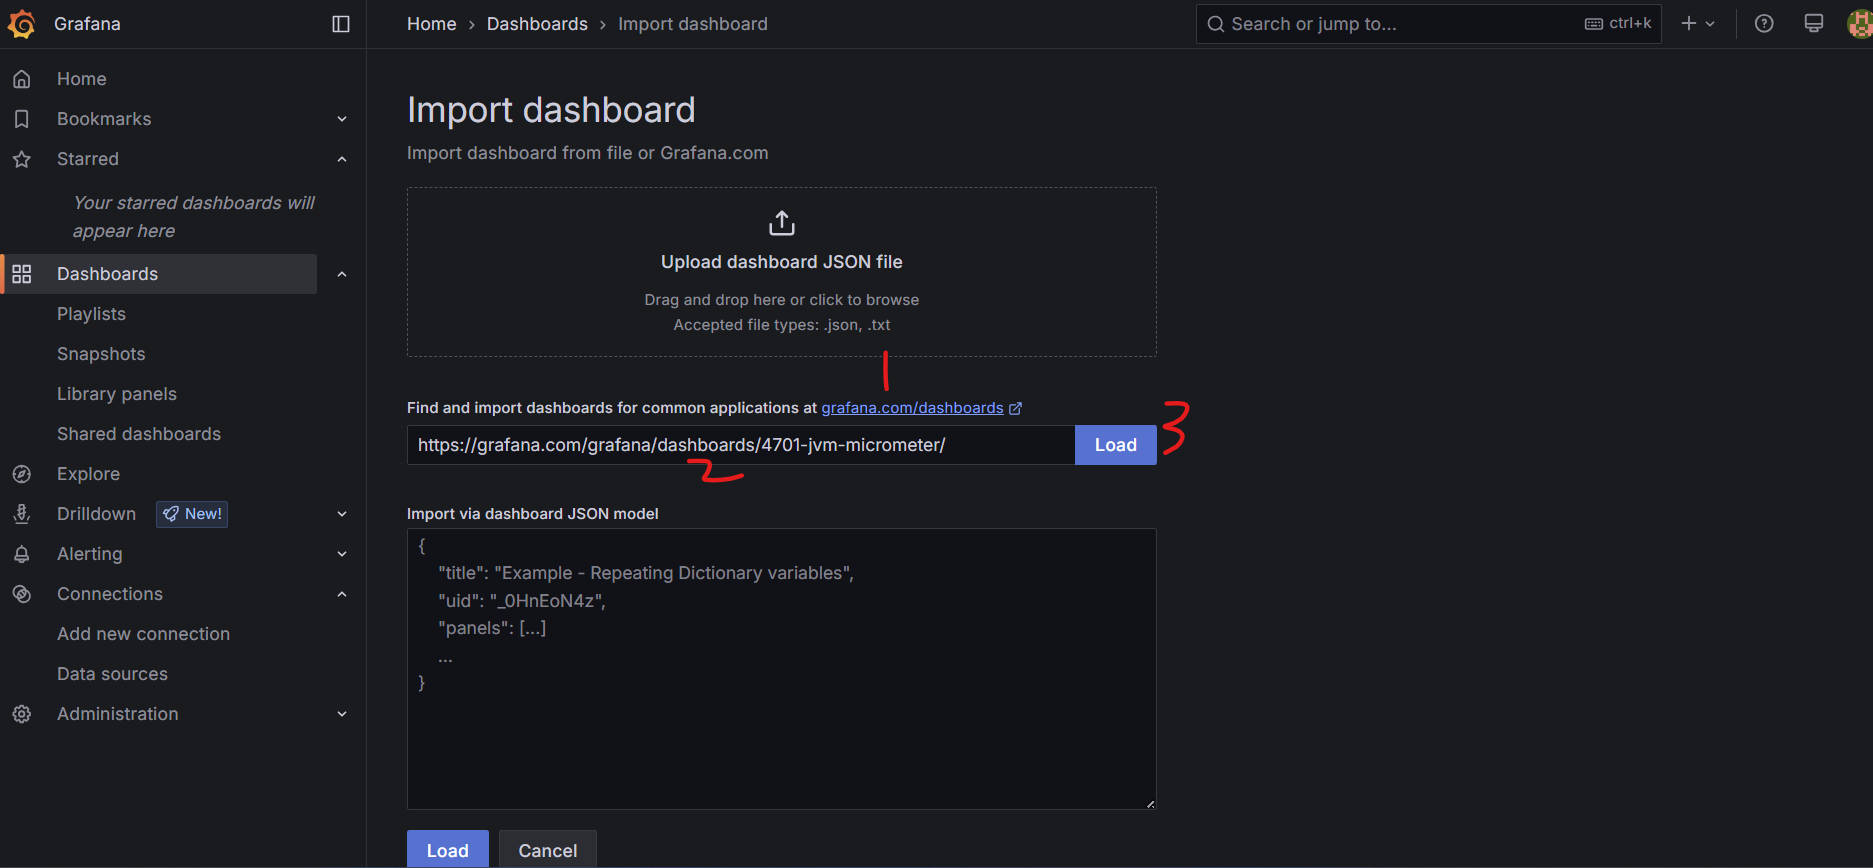 Grafana
Home › Dashboards › Import dashboard
Search or jump to... ctrl+k
Home
Bookmarks
Starred
Your starred dashboards will
appear here
Dashboards
Playlists
Snapshots
Library panels
Shared dashboards
Explore
Drilldown New!
Alerting
Connections
Add new connection
Data sources
Administration
Import dashboard
Import dashboard from file or Grafana.com
Upload dashboard JSON file
Drag and drop here or click to browse
Accepted file types: .json, .txt
1
Find and import dashboards for common applications at grafana.com/dashboards
3
https://grafana.com/grafana/dashboards/4701-jvm-micrometer/ Load
2
Import via dashboard JSON model
{
"title": "Example - Repeating Dictionary variables",
"uid": "_0HnEoN4z",
"panels": [...]
...
}
Load Cancel